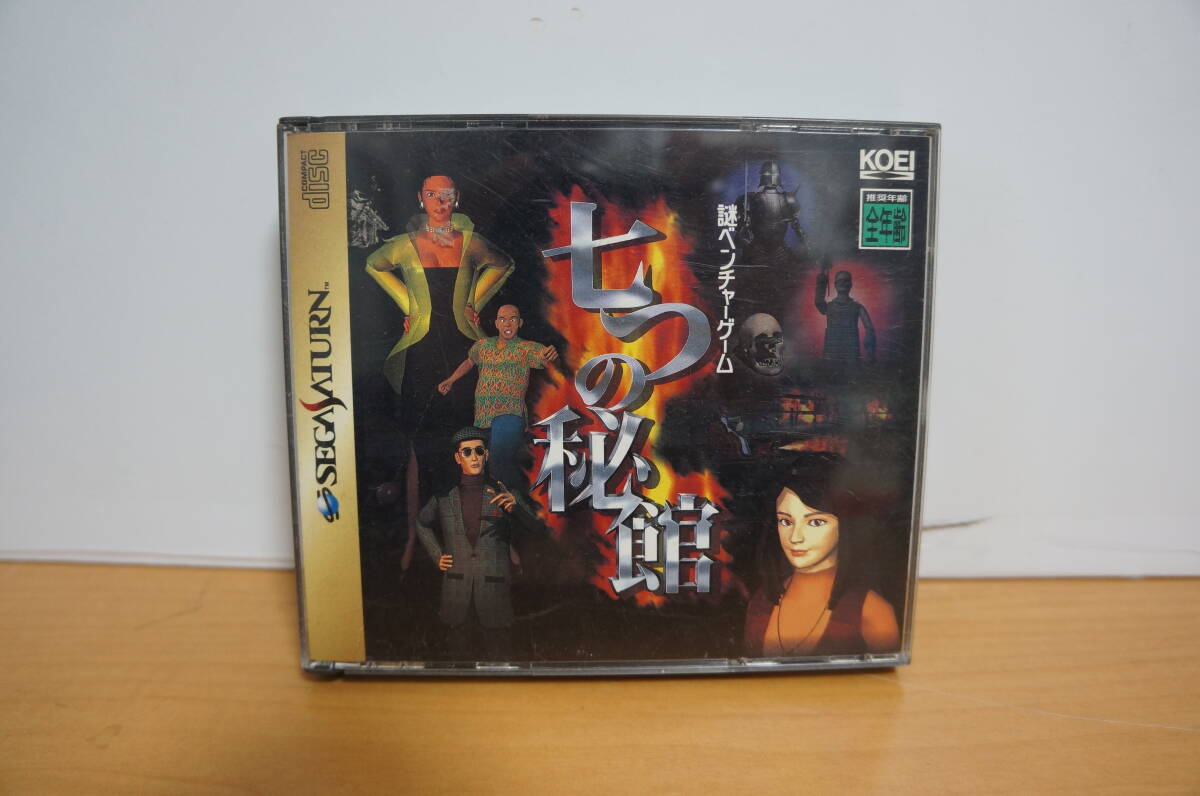 COMPACT
disc
SEGA SATURN™
七つの秘館
謎ベンチャーゲーム
KOEI
推奨年齢
全年齢